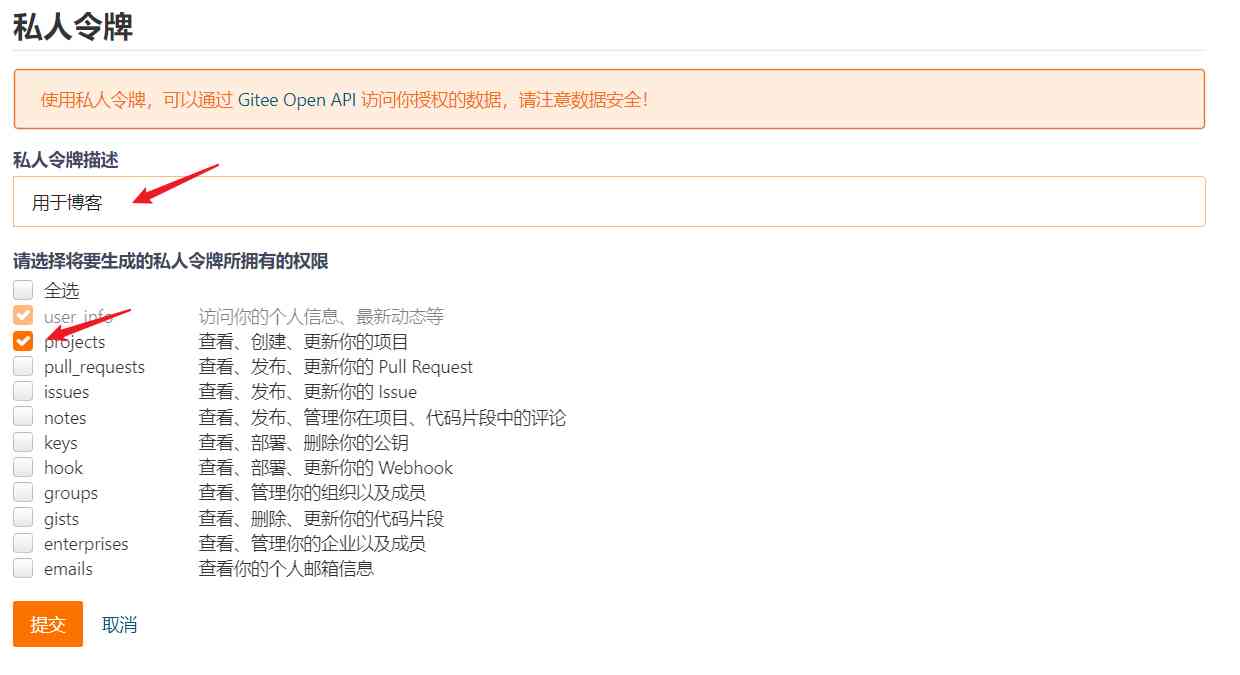 私人令牌
使用私人令牌，可以通过 Gitee Open API 访问你授权的数据，请注意数据安全！
私人令牌描述
用于博客
请选择将要生成的私人令牌所拥有的权限
全选
user_info 访问你的个人信息、最新动态等
projects 查看、创建、更新你的项目
pull_requests 查看、发布、更新你的 Pull Request
issues 查看、发布、更新你的 Issue
notes 查看、发布、管理你在项目、代码片段中的评论
keys 查看、部署、删除你的公钥
hook 查看、部署、更新你的 Webhook
groups 查看、管理你的组织以及成员
gists 查看、删除、更新你的代码片段
enterprises 查看、管理你的企业以及成员
emails 查看你的个人邮箱信息
提交 取消